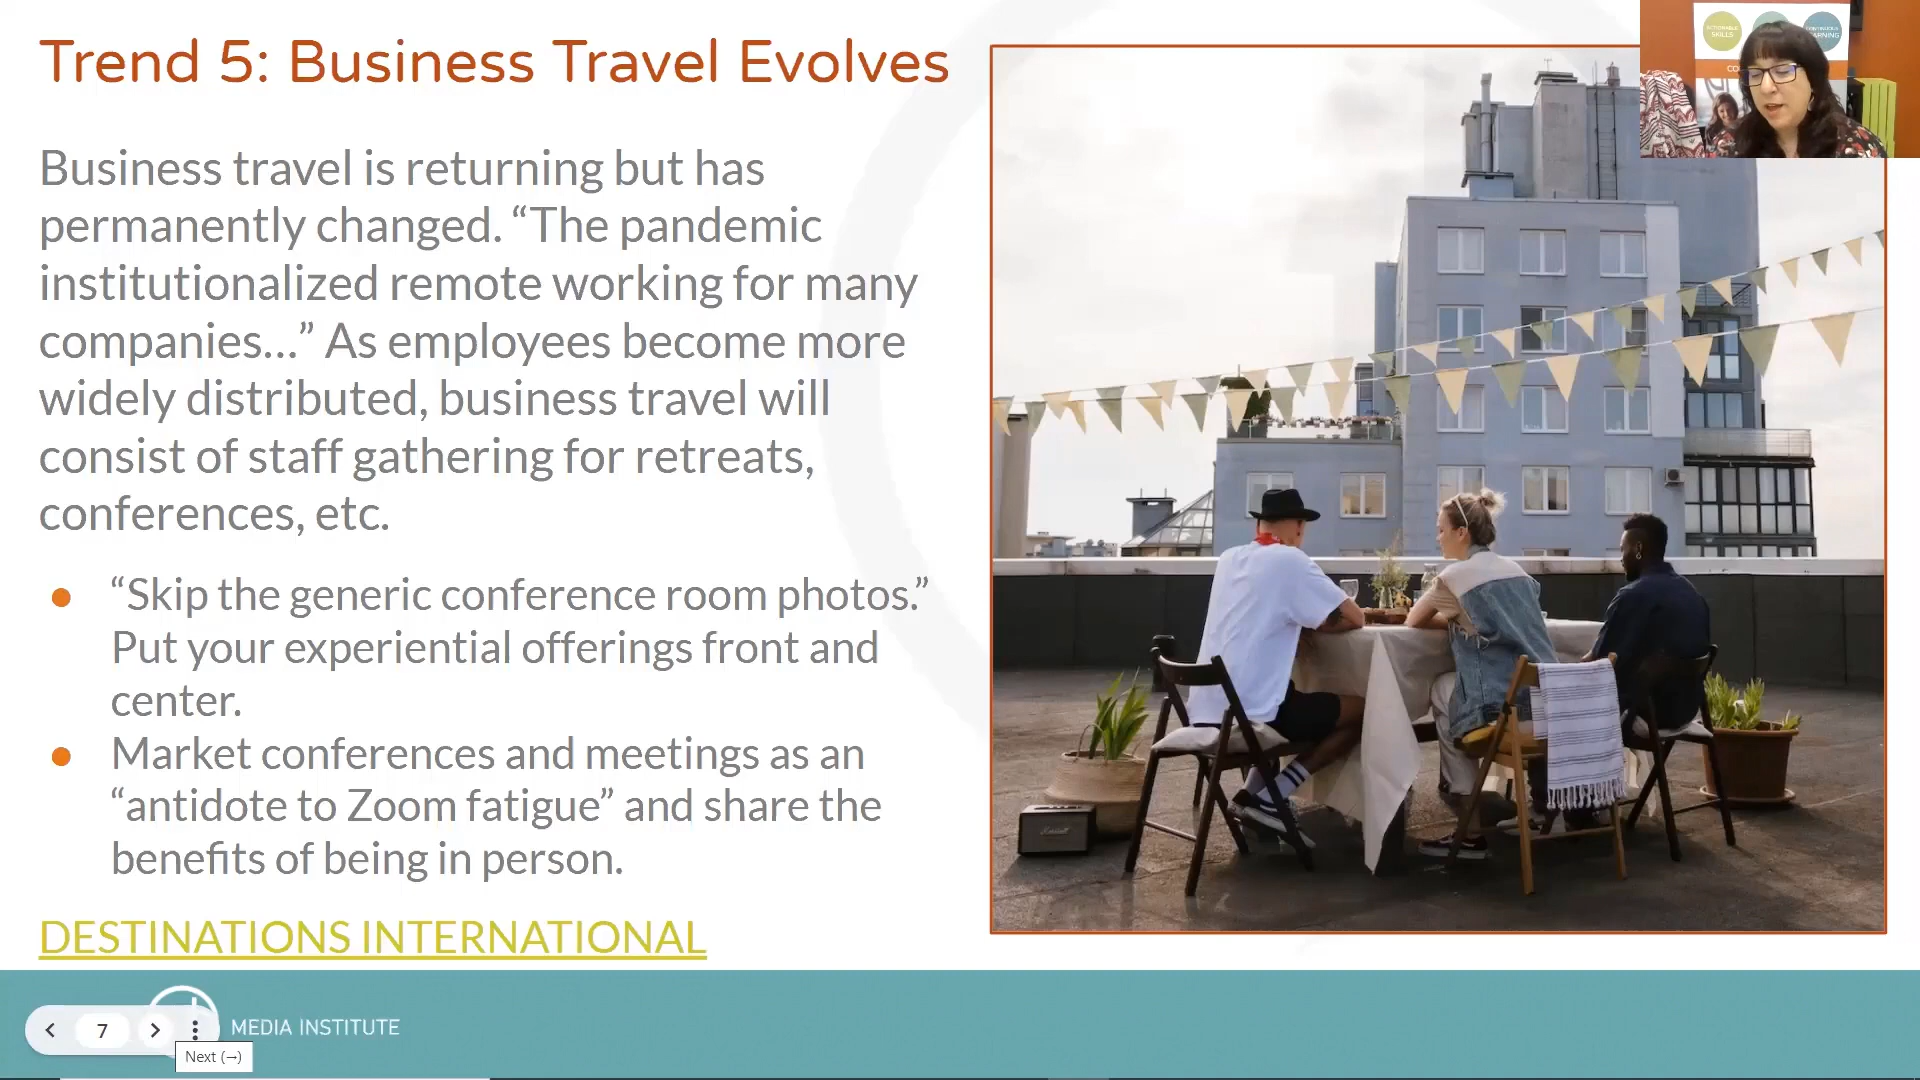 Trend 5: Business Travel Evolves
Business travel is returning but has
permanently changed. “The pandemic
institutionalized remote working for many
companies...” As employees become more
widely distributed, business travel will
consist of staff gathering for retreats,
conferences, etc.
● “Skip the generic conference room photos.”
Put your experiential offerings front and
center.
● Market conferences and meetings as an
“antidote to Zoom fatigue” and share the
benefits of being in person.
DESTINATIONS INTERNATIONAL
7
MEDIA INSTITUTE
Next (→)
SKILLS
Marshall